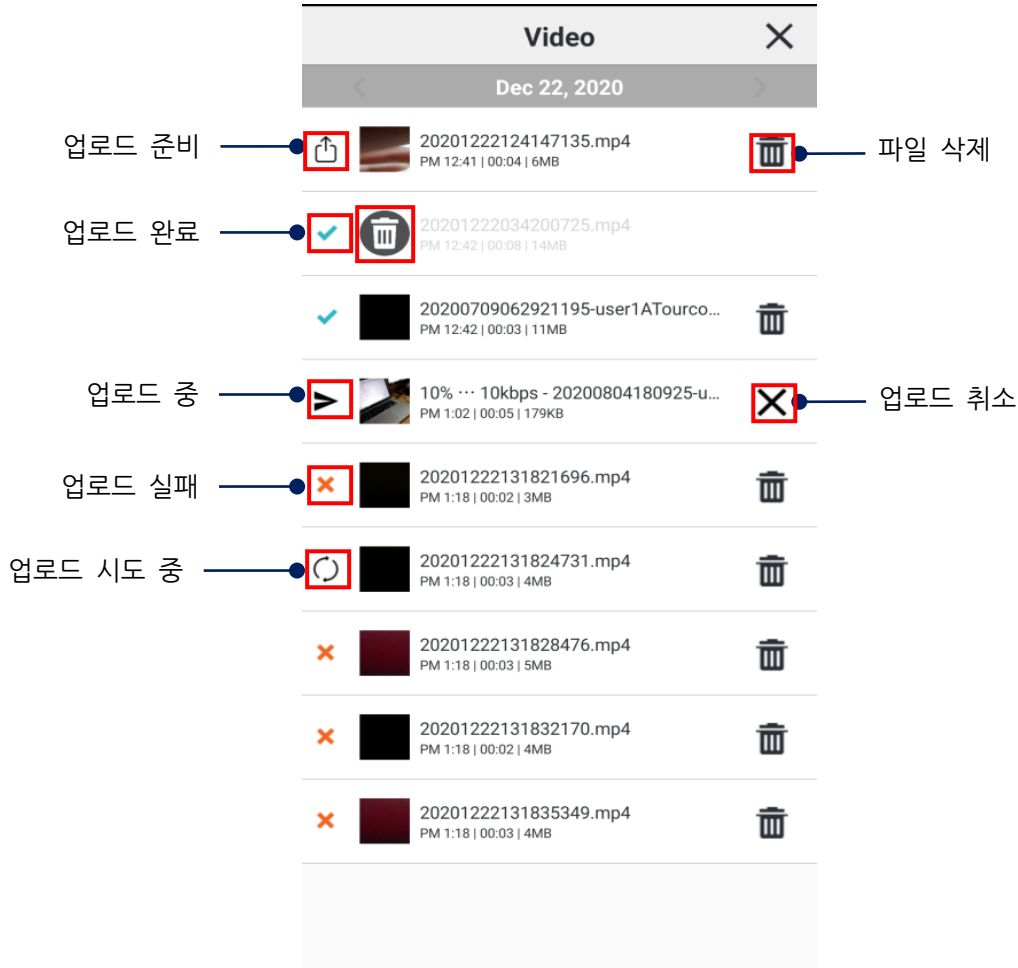 Video
Dec 22, 2020
업로드 준비
20201222124147135.mp4
PM 12:41 | 00:04 | 6MB
파일 삭제
업로드 완료
20201222034200725.mp4
PM 12:42 | 00:08 | 14MB
20200709062921195-user1ATourco…
PM 12:42 | 00:03 | 11MB
업로드 중
10% ··· 10kbps - 20200804180925-u…
PM 1:02 | 00:05 | 179KB
업로드 취소
업로드 실패
20201222131821696.mp4
PM 1:18 | 00:02 | 3MB
업로드 시도 중
20201222131824731.mp4
PM 1:18 | 00:03 | 4MB
20201222131828476.mp4
PM 1:18 | 00:03 | 5MB
20201222131832170.mp4
PM 1:18 | 00:02 | 4MB
20201222131835349.mp4
PM 1:18 | 00:03 | 4MB